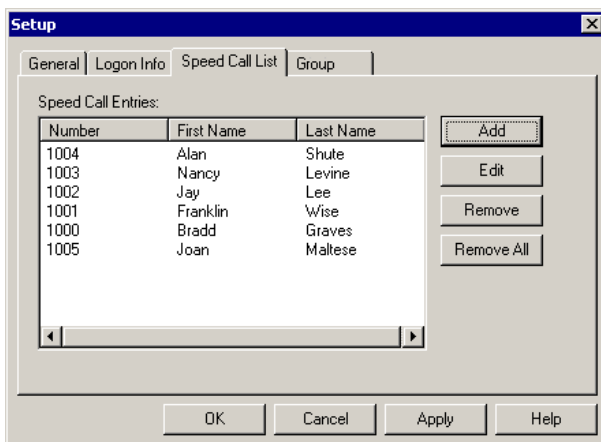 Setup
General Logon Info Speed Call List Group
Speed Call Entries:
Number First Name Last Name
1004 Alan Shute
1003 Nancy Levine
1002 Jay Lee
1001 Franklin Wise
1000 Bradd Graves
1005 Joan Maltese
Add
Edit
Remove
Remove All
OK Cancel Apply Help